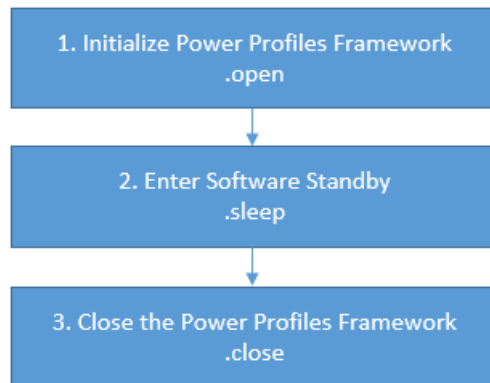 1. Initialize Power Profiles Framework
.open
2. Enter Software Standby
.sleep
3. Close the Power Profiles Framework
.close